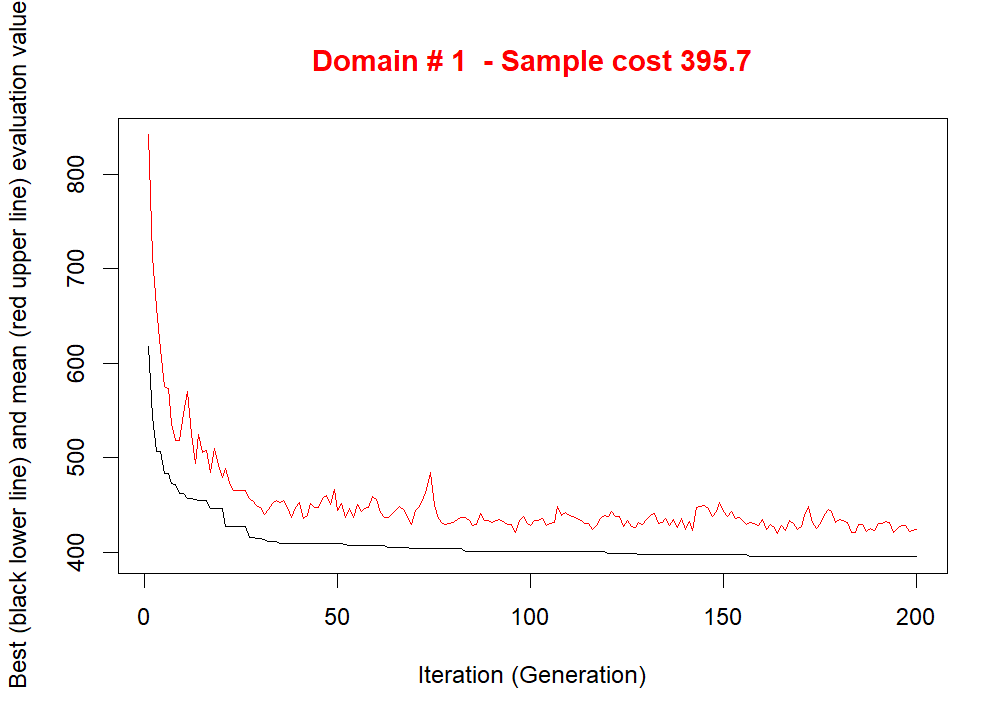 Domain # 1  - Sample cost 395.7
Best (black lower line) and mean (red upper line) evaluation value
800
700
600
500
400
0 50 100 150 200
Iteration (Generation)